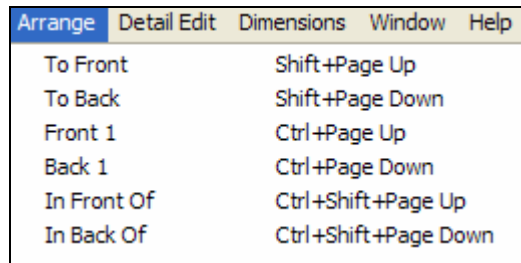 Arrange Detail Edit Dimensions Window Help
To Front Shift+Page Up
To Back Shift+Page Down
Front 1 Ctrl+Page Up
Back 1 Ctrl+Page Down
In Front Of Ctrl+Shift+Page Up
In Back Of Ctrl+Shift+Page Down